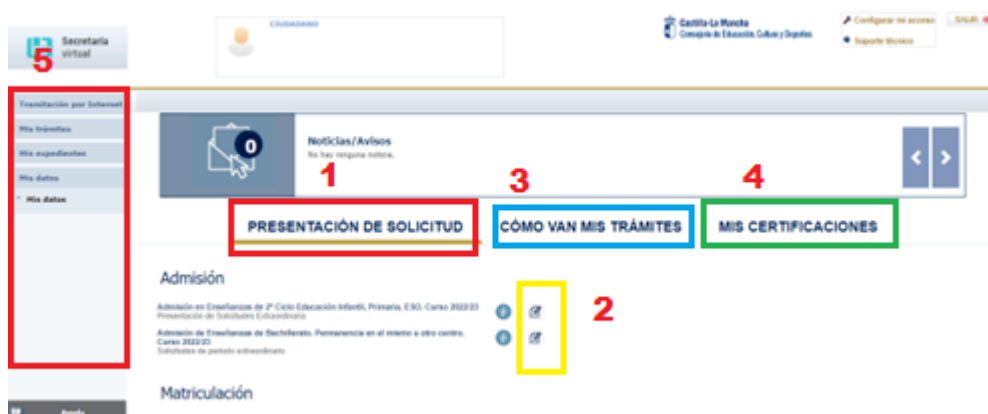 CIUDADANO
Castilla-La Mancha
Consejería de Educación, Cultura y Deportes
Configurar mi acceso
SALIR
Soporte técnico
Secretaría
virtual
5
Tramitación por Internet
Mis trámites
Mis expedientes
Mis datos
Mis datos
0
Noticias/Avisos
No hay ninguna noticia.
1
3
4
PRESENTACIÓN DE SOLICITUD
CÓMO VAN MIS TRÁMITES
MIS CERTIFICACIONES
Admisión
Admisión en Enseñanzas de 2º Ciclo Educación Infantil, Primaria, ESO. Curso 2022/23
Presentación de Solicitudes Extraordinaria
2
Admisión de Enseñanzas de Bachillerato. Permanencia en el mismo u otro centro.
Curso 2022/23
Solicitudes de periodo extraordinario
Matriculación
Ayuda